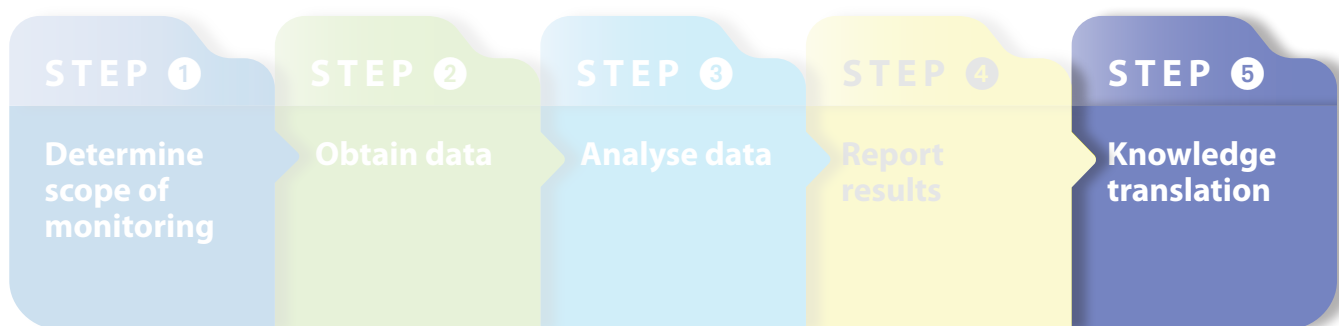 STEP 1
Determine
scope of
monitoring
STEP 2
Obtain data
STEP 3
Analyse data
STEP 4
Report
results
STEP 5
Knowledge
translation